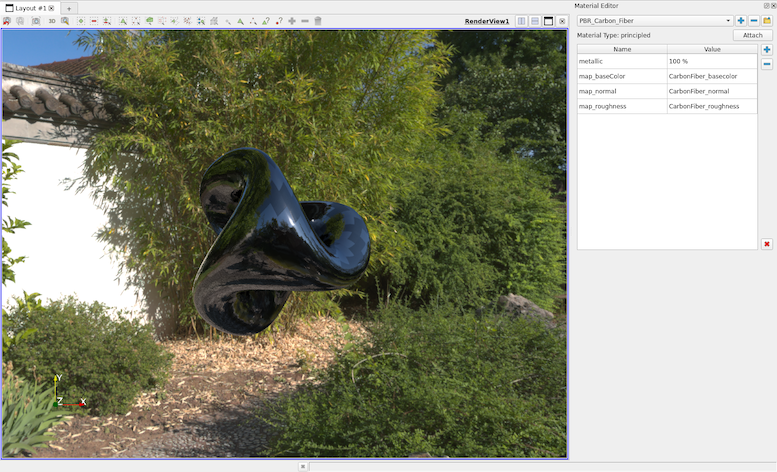 Layout #1
+
3D
RenderView1
Y
Z
X
Material Editor
PBR_Carbon_Fiber
Material Type: principled
Attach
Name Value
metallic 100 %
map_baseColor CarbonFiber_basecolor
map_normal CarbonFiber_normal
map_roughness CarbonFiber_roughness